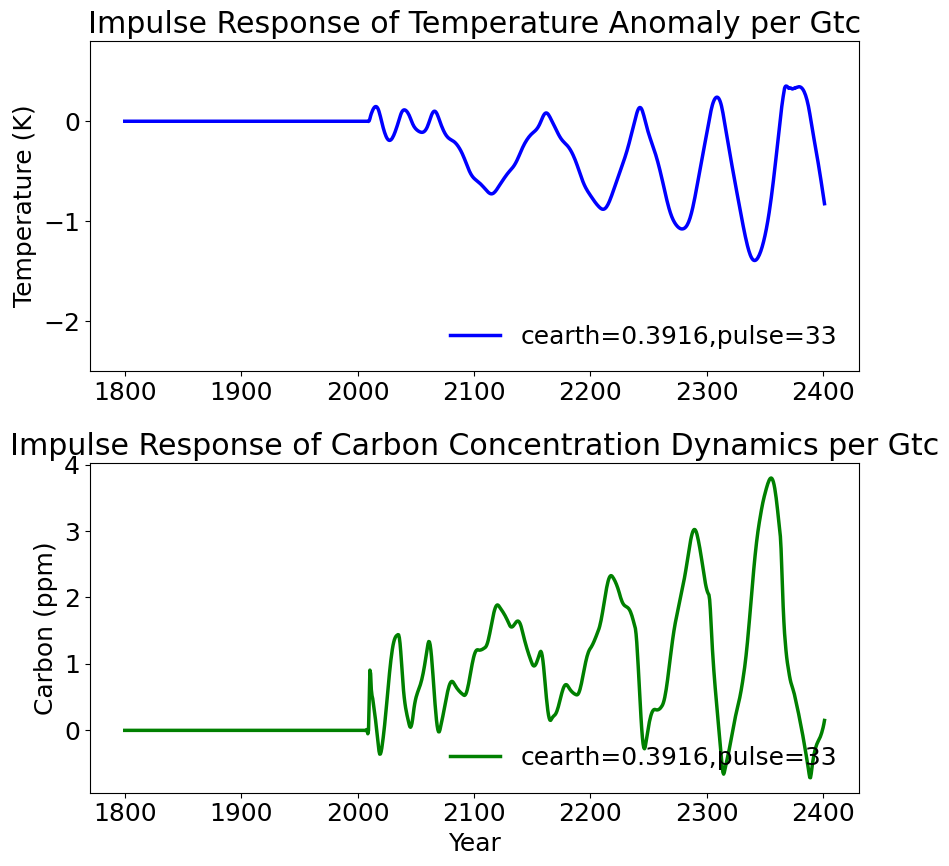 Impulse Response of Temperature Anomaly per Gtc
Temperature (K)
0
−1
−2
cearth=0.3916,pulse=33
1800 1900 2000 2100 2200 2300 2400
Impulse Response of Carbon Concentration Dynamics per Gtc
Carbon (ppm)
4
3
2
1
0
cearth=0.3916,pulse=33
1800 1900 2000 2100 2200 2300 2400
Year